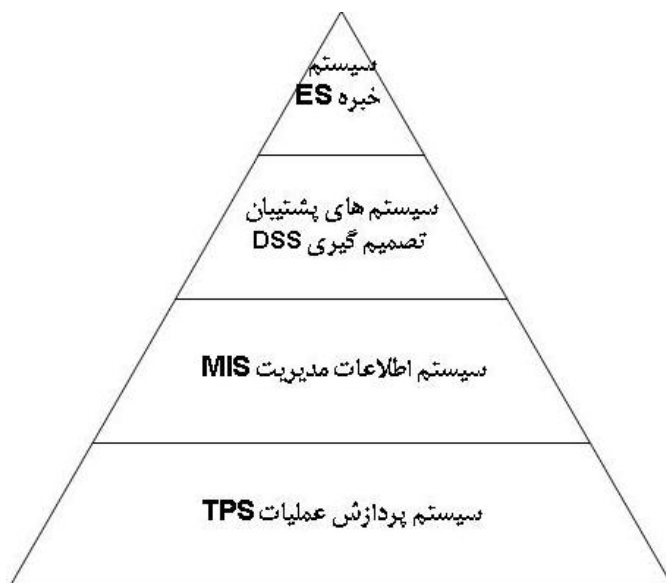 سیستم
خبره ES
سیستم های پشتیبان
تصمیم گیری DSS
سیستم اطلاعات مدیریت MIS
سیستم پردازش عملیات TPS